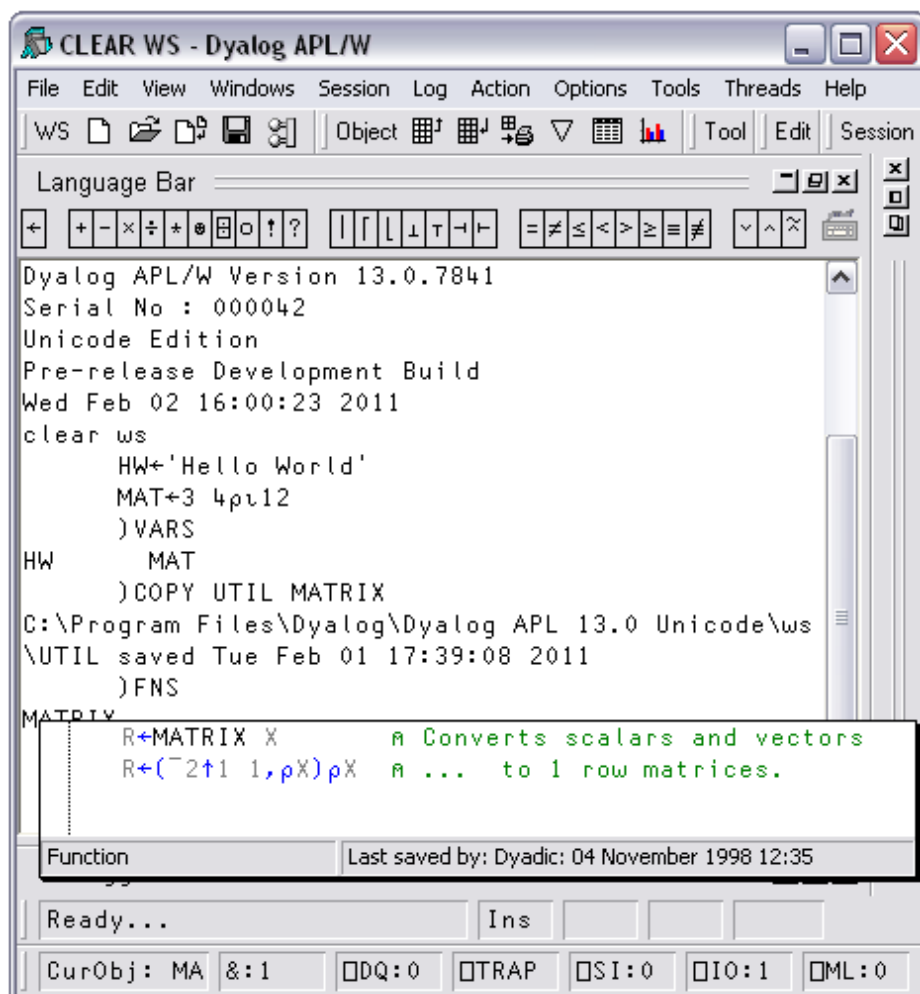 CLEAR WS - Dyalog APL/W
File Edit View Windows Session Log Action Options Tools Threads Help
WS Object Tool Edit Session
Language Bar
← + - × ÷ * ⍟ ⌹ ○ ! ? | ⌈ ⌊ ⊥ ⊤ ⊣ ⊢ = ≠ ≤ < > ≥ ≡ ≢ ∨ ∧ ⍲
Dyalog APL/W Version 13.0.7841
Serial No : 000042
Unicode Edition
Pre-release Development Build
Wed Feb 02 16:00:23 2011
clear ws
HW←'Hello World'
MAT←3 4⍴⍳12
)VARS
HW MAT
)COPY UTIL MATRIX
C:\Program Files\Dyalog\Dyalog APL 13.0 Unicode\ws
\UTIL saved Tue Feb 01 17:39:08 2011
)FNS
MATRIX
R←MATRIX X ⍝ Converts scalars and vectors
R←(¯2↑1 1,⍴X)⍴X ⍝ ... to 1 row matrices.
Function Last saved by: Dyadic: 04 November 1998 12:35
Ready... Ins
CurObj: MA &:1 ⎕DQ:0 ⎕TRAP ⎕SI:0 ⎕IO:1 ⎕ML:0